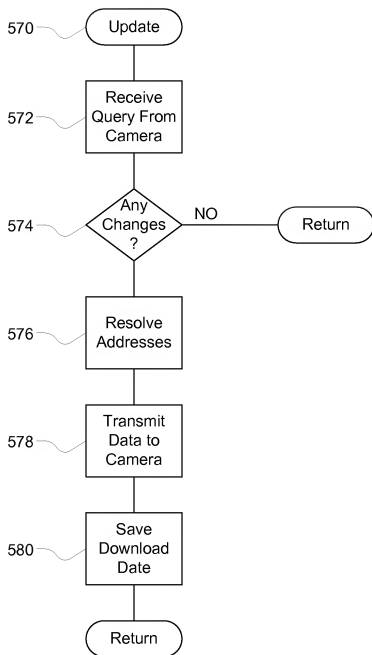 570
Update
572
Receive
Query From
Camera
574
Any
Changes
?
NO
Return
576
Resolve
Addresses
578
Transmit
Data to
Camera
580
Save
Download
Date
Return